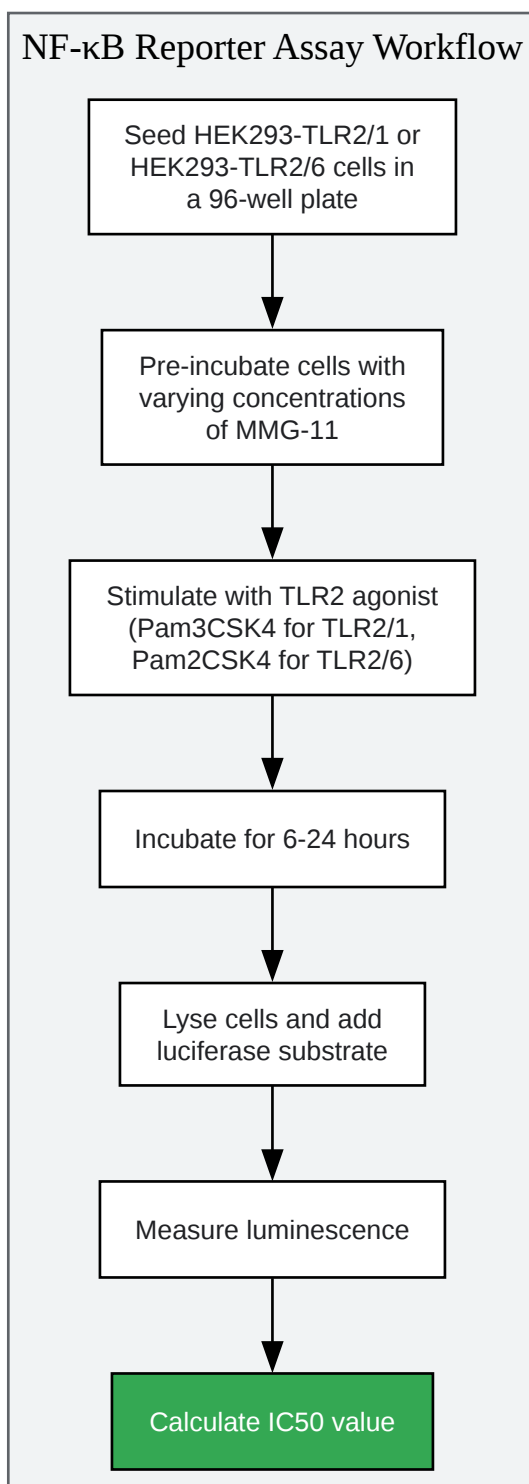 NF-κB Reporter Assay Workflow
Seed HEK293-TLR2/1 or
HEK293-TLR2/6 cells in
a 96-well plate
Pre-incubate cells with
varying concentrations
of MMG-11
Stimulate with TLR2 agonist
(Pam3CSK4 for TLR2/1,
Pam2CSK4 for TLR2/6)
Incubate for 6-24 hours
Lyse cells and add
luciferase substrate
Measure luminescence
Calculate IC50 value